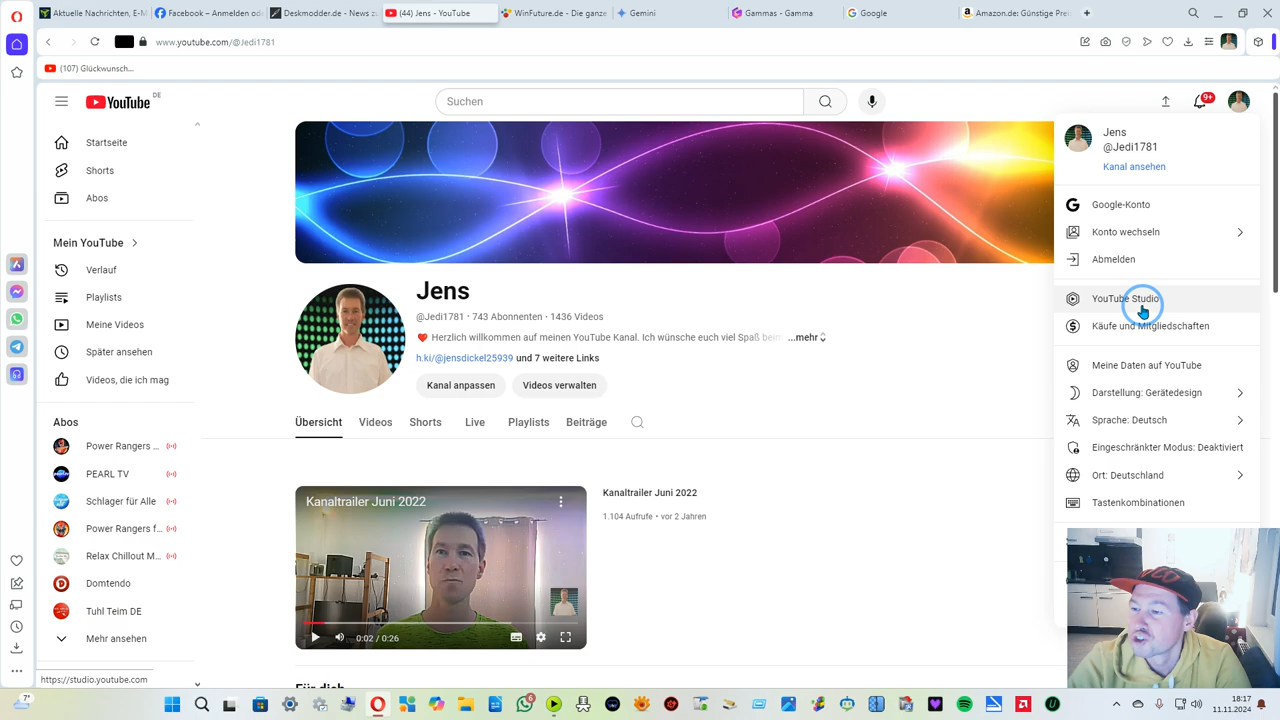 Aktuelle Nachrichten, E-M
Facebook – Anmelden od
Deskmodder.de - News z
(44) Jens - YouTube
WinFuture.de - Die ganz
Gemini
Gammas - Gamma
Google
Amazon.de: Günstige Pre
www.youtube.com/@Jedi1781
(107) Glückwunsch...
YouTube DE
Suchen
9+
Startseite
Shorts
Abos
Mein YouTube
Verlauf
Playlists
Meine Videos
Später ansehen
Videos, die ich mag
Abos
Power Rangers ...
PEARL TV
Schlager für Alle
Power Rangers f...
Relax Chillout M...
Domtendo
Tuhl Teim DE
Mehr ansehen
https://studio.youtube.com
Jens
@Jedi1781 · 743 Abonnenten · 1436 Videos
Herzlich willkommen auf meinen YouTube Kanal. Ich wünsche euch viel Spaß beim ...mehr
h.ki/@jensdickel25939 und 7 weitere Links
Kanal anpassen
Videos verwalten
Übersicht
Videos
Shorts
Live
Playlists
Beiträge
Kanaltrailer Juni 2022
0:02 / 0:26
Kanaltrailer Juni 2022
1.104 Aufrufe • vor 2 Jahren
Für dich
Jens
@Jedi1781
Kanal ansehen
Google-Konto
Konto wechseln
Abmelden
YouTube Studio
Käufe und Mitgliedschaften
Meine Daten auf YouTube
Darstellung: Gerätedesign
Sprache: Deutsch
Eingeschränkter Modus: Deaktiviert
Ort: Deutschland
Tastenkombinationen
7°
6
18:17
11.11.2024